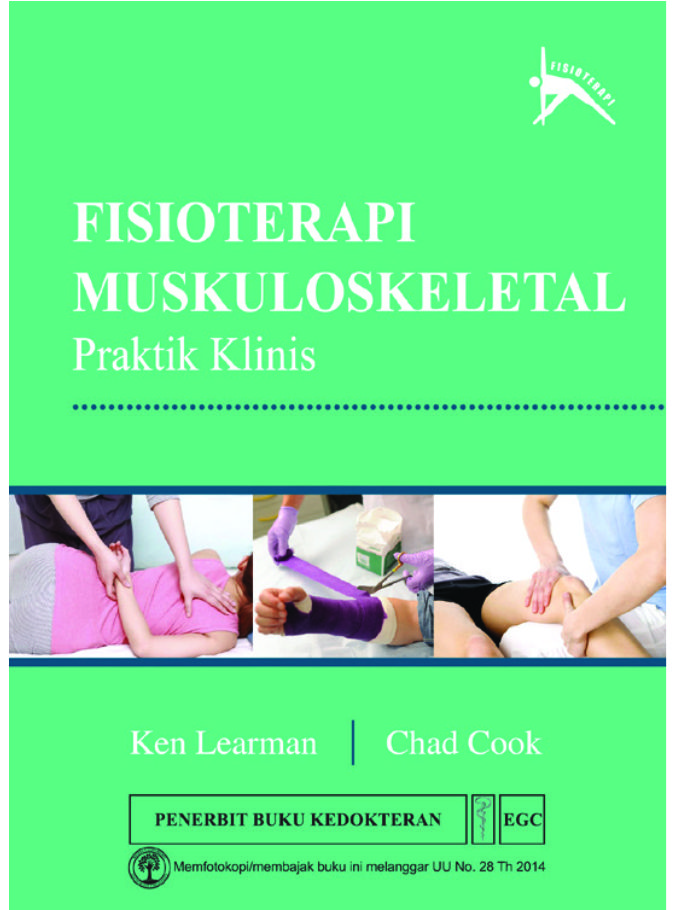 FISIOTERAPI
FISIOTERAPI
MUSKULOSKELETAL
Praktik Klinis
Ken Learman
Chad Cook
PENERBIT BUKU KEDOKTERAN
EGC
Memfotokopi/membajak buku ini melanggar UU No. 28 Th 2014